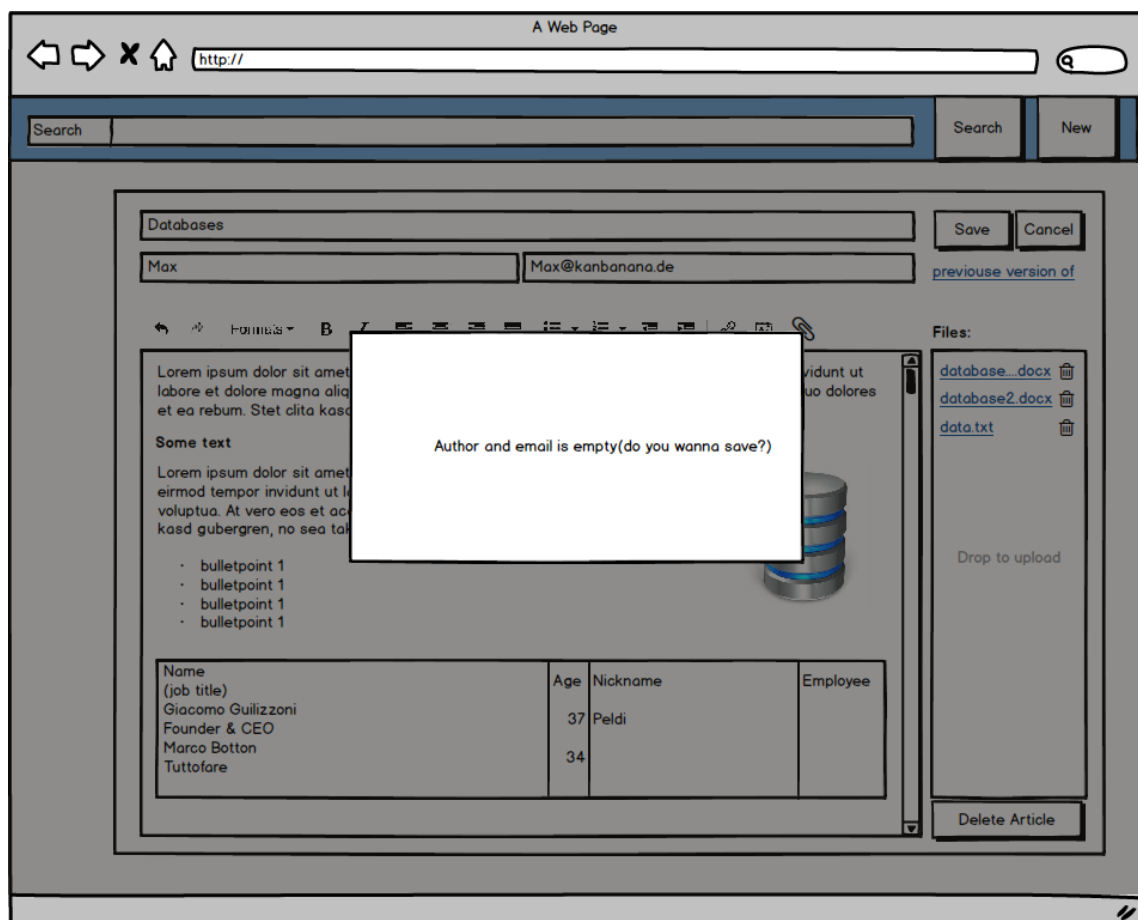 A Web Page
http://
Search
Search
New
Databases
Save
Cancel
Max
Max@kanbanana.de
previouse version of
Formats
B
I
Files:
Lorem ipsum dolor sit amet
vidunt ut
labore et dolore magna aliq
uo dolores
et ea rebum. Stet clita kasd
Some text
Lorem ipsum dolor sit amet
eirmod tempor invidunt ut l
voluptua. At vero eos et acc
kasd gubergren, no sea tak
bulletpoint 1
bulletpoint 1
bulletpoint 1
bulletpoint 1
Author and email is empty(do you wanna save?)
database....docx
database2.docx
data.txt
Drop to upload
Name
(job title)
Age
Nickname
Employee
Giacomo Guilizzoni
37
Peldi
Founder & CEO
Marco Botton
34
Tuttofare
Delete Article